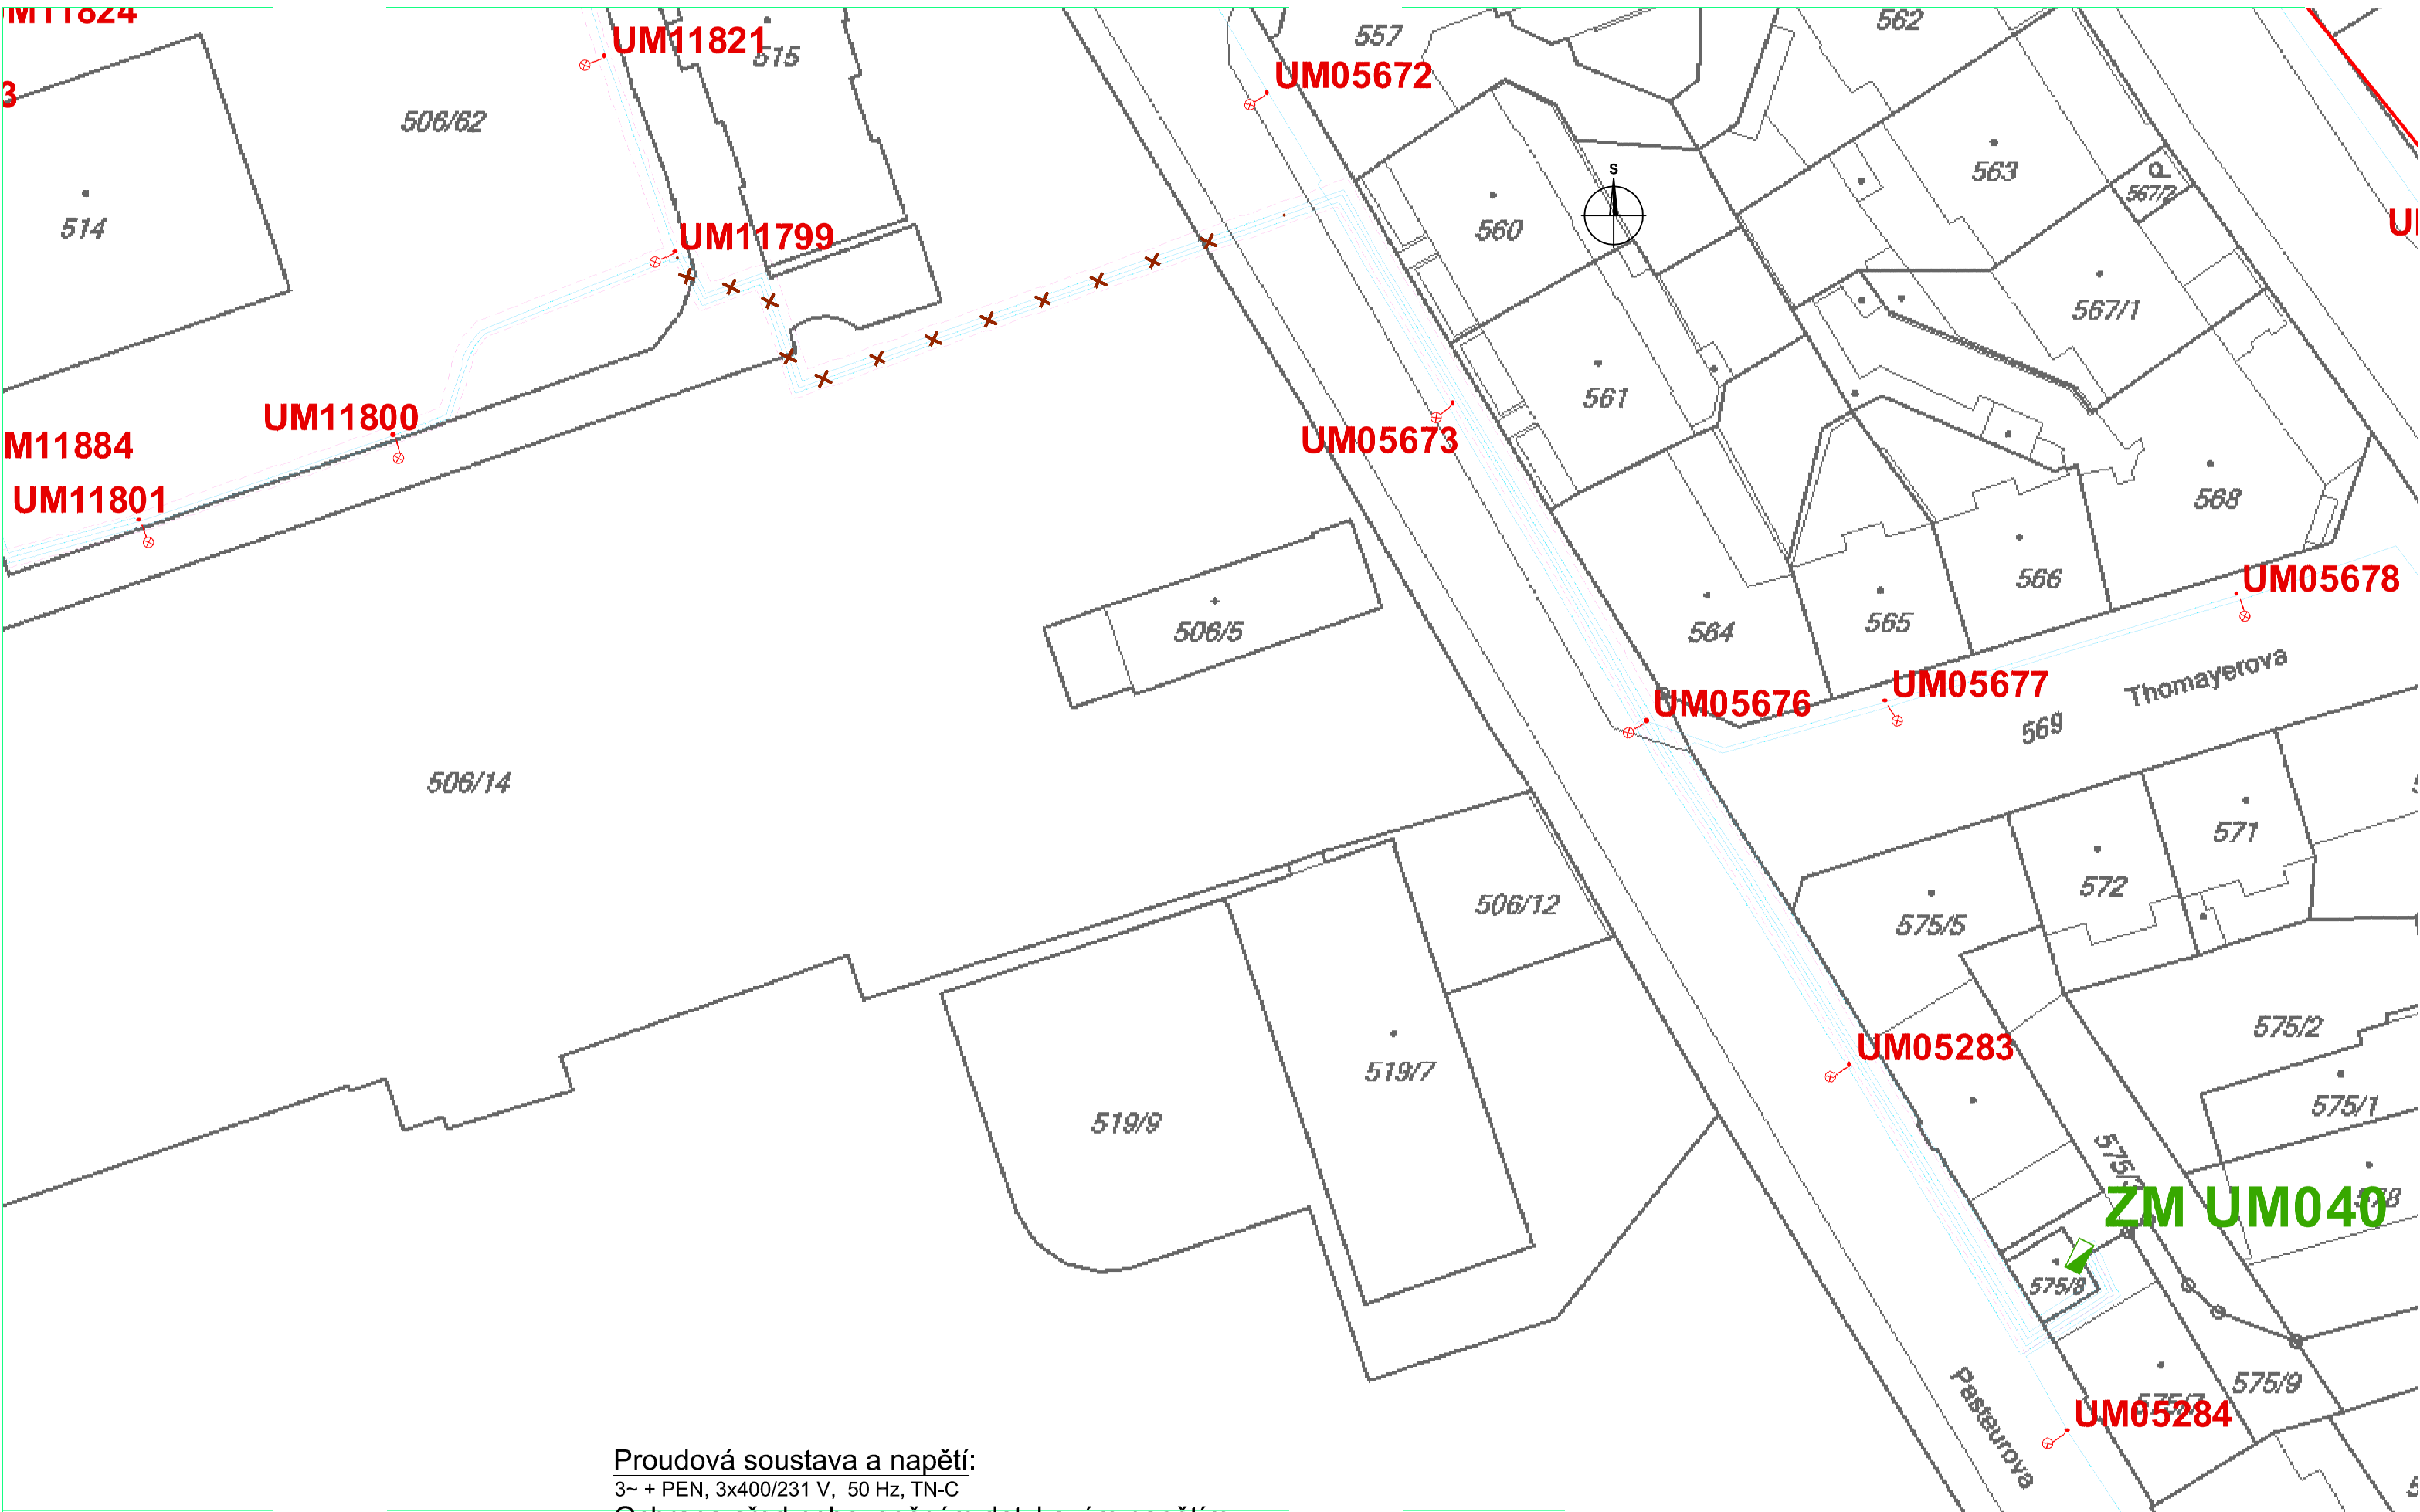 UM11821
515
557
562
UM05672
506/62
514
UM11799
S
560
563
P
567/2
567/1
561
UM11800
M11884
UM11801
UM05673
568
506/5
564
565
566
UM05678
UM05676
UM05677
Thomayerova
569
506/14
506/12
571
572
575/5
575/2
UM05283
519/7
575/1
519/9
ZM UM040
575/8
575/9
UM05284
Pasteurova
Proudová soustava a napětí:
3~ + PEN, 3x400/231 V, 50 Hz, TN-C